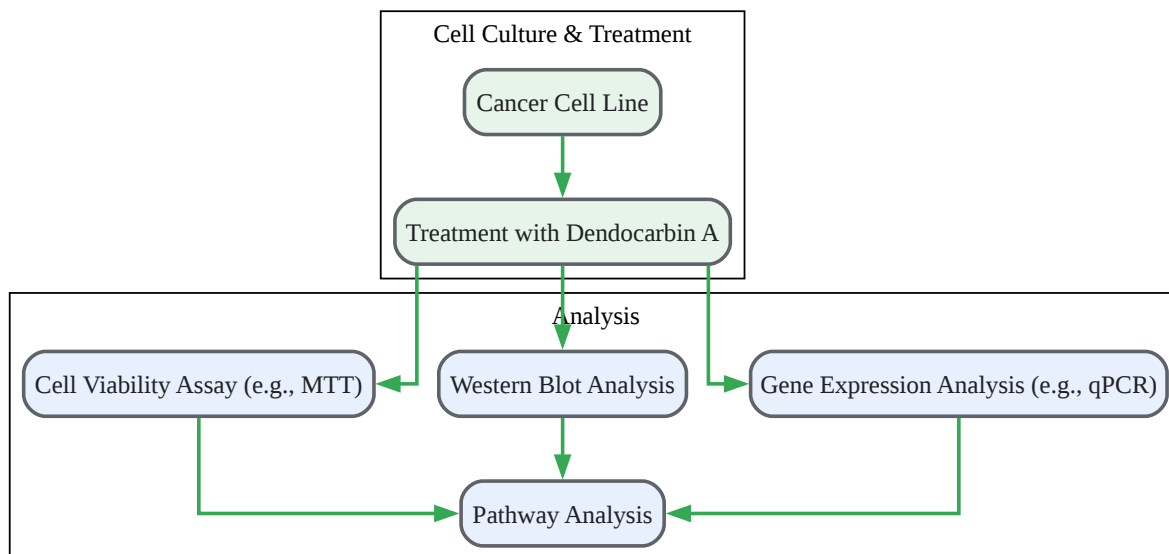 Cell Culture & Treatment
Cancer Cell Line
Treatment with Dendocarbin A
Analysis
Cell Viability Assay (e.g., MTT)
Western Blot Analysis
Gene Expression Analysis (e.g., qPCR)
Pathway Analysis